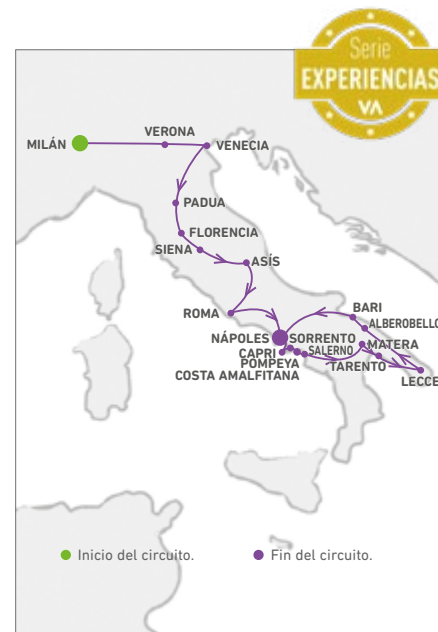 Serie
EXPERIENCIAS
VA
MILÁN
VERONA
VENECIA
PADUA
FLORENCIA
SIENA
ASÍS
ROMA
BARI
ALBEROBELLO
NÁPOLES
SORRENTO
MATERA
CAPRI
SALERNO
POMPEYA
TARENTO
COSTA AMALFITANA
LECCE
Inicio del circuito.
Fin del circuito.